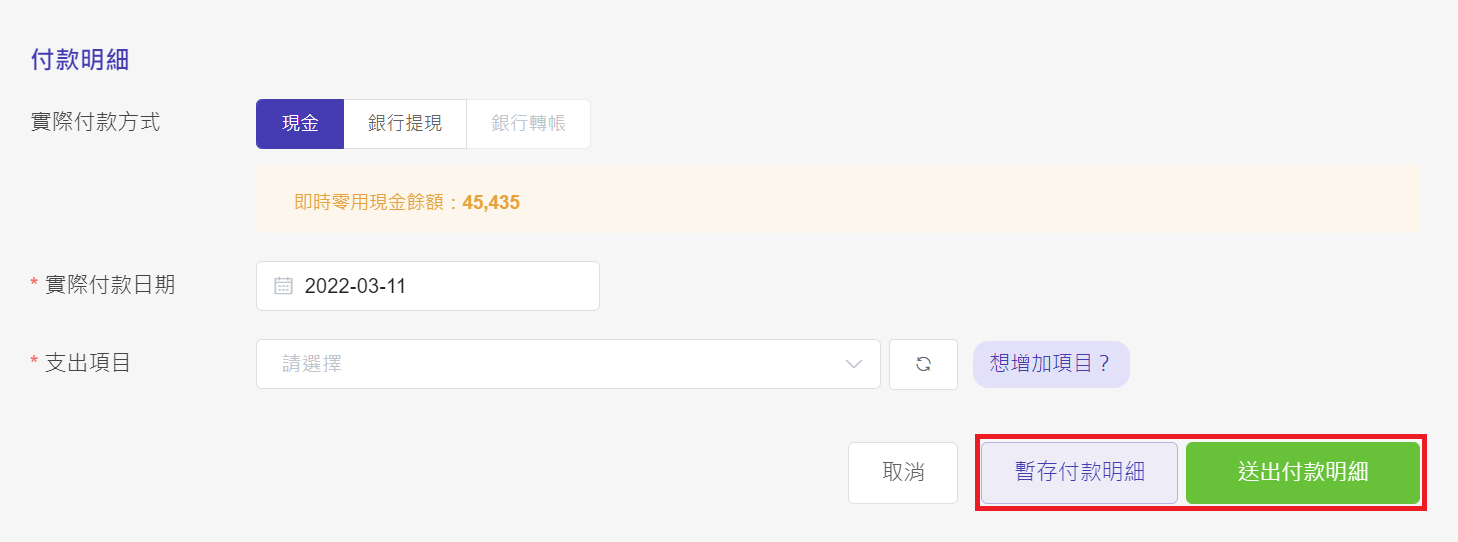 付款明細
實際付款方式
現金 銀行提現 銀行轉帳
即時零用現金餘額：45,435
* 實際付款日期 2022-03-11
* 支出項目 請選擇 想增加項目？
取消 暫存付款明細 送出付款明細